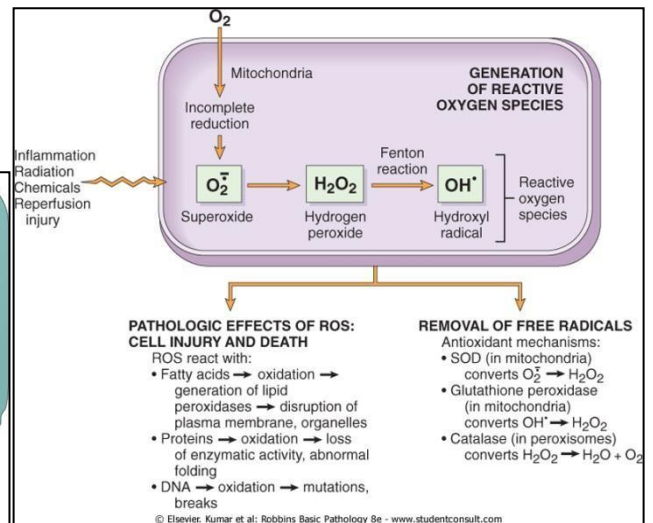 O₂
Mitochondria
Incomplete
reduction
GENERATION
OF REACTIVE
OXYGEN SPECIES
Inflammation
Radiation
Chemicals
Reperfusion
injury
O₂•̄
Superoxide
H₂O₂
Hydrogen
peroxide
Fenton
reaction
OH•
Hydroxyl
radical
Reactive
oxygen
species
PATHOLOGIC EFFECTS OF ROS:
CELL INJURY AND DEATH
ROS react with:
• Fatty acids → oxidation →
generation of lipid
peroxidases → disruption of
plasma membrane, organelles
• Proteins → oxidation → loss
of enzymatic activity, abnormal
folding
• DNA → oxidation → mutations,
breaks
REMOVAL OF FREE RADICALS
Antioxidant mechanisms:
• SOD (in mitochondria)
converts O₂•̄ → H₂O₂
• Glutathione peroxidase
(in mitochondria)
converts OH• → H₂O₂
• Catalase (in peroxisomes)
converts H₂O₂ → H₂O + O₂
© Elsevier. Kumar et al: Robbins Basic Pathology 8e - www.studentconsult.com